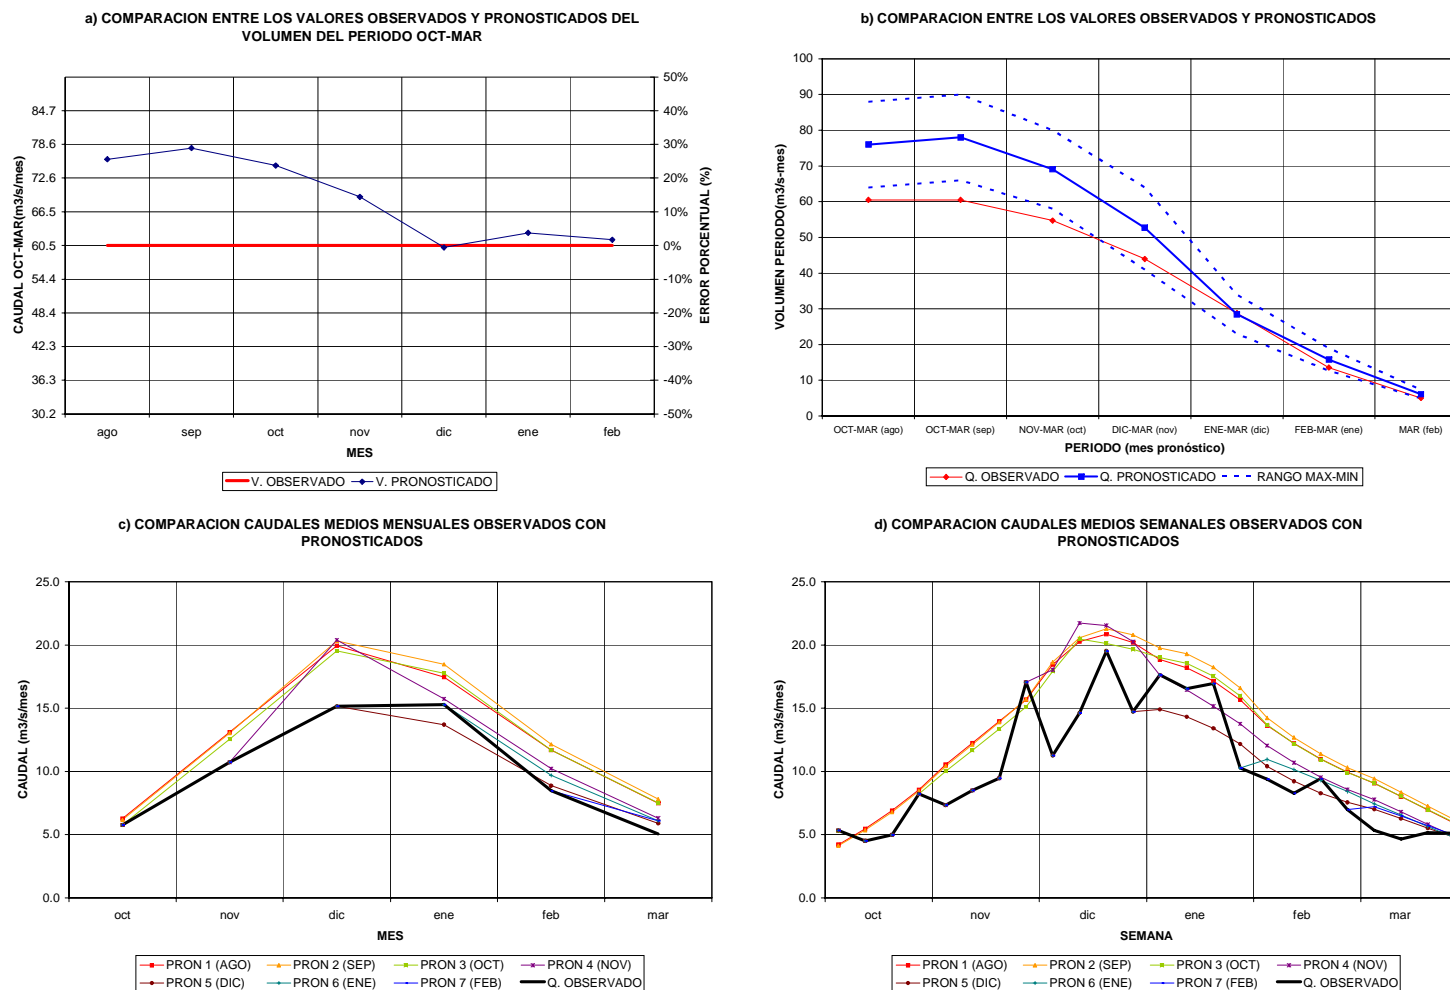 a) COMPARACION ENTRE LOS VALORES OBSERVADOS Y PRONOSTICADOS DEL
VOLUMEN DEL PERIODO OCT-MAR
CAUDAL OCT-MAR(m3/s/mes)
84.7
78.6
72.6
66.5
60.5
54.4
48.4
42.3
36.3
30.2
50%
40%
30%
20%
10%
0%
-10%
-20%
-30%
-40%
-50%
ERROR PORCENTUAL (%)
ago sep oct nov dic ene feb
MES
V. OBSERVADO V. PRONOSTICADO
b) COMPARACION ENTRE LOS VALORES OBSERVADOS Y PRONOSTICADOS
VOLUMEN PERIODO(m3/s-mes)
100
90
80
70
60
50
40
30
20
10
0
OCT-MAR (ago) OCT-MAR (sep) NOV-MAR (oct) DIC-MAR (nov) ENE-MAR (dic) FEB-MAR (ene) MAR (feb)
PERIODO (mes pronóstico)
Q. OBSERVADO Q. PRONOSTICADO RANGO MAX-MIN
c) COMPARACION CAUDALES MEDIOS MENSUALES OBSERVADOS CON
PRONOSTICADOS
CAUDAL (m3/s/mes)
25.0
20.0
15.0
10.0
5.0
0.0
oct nov dic ene feb mar
MES
PRON 1 (AGO) PRON 2 (SEP) PRON 3 (OCT) PRON 4 (NOV)
PRON 5 (DIC) PRON 6 (ENE) PRON 7 (FEB) Q. OBSERVADO
d) COMPARACION CAUDALES MEDIOS SEMANALES OBSERVADOS CON
PRONOSTICADOS
CAUDAL (m3/s/mes)
25.0
20.0
15.0
10.0
5.0
0.0
oct nov dic ene feb mar
SEMANA
PRON 1 (AGO) PRON 2 (SEP) PRON 3 (OCT) PRON 4 (NOV)
PRON 5 (DIC) PRON 6 (ENE) PRON 7 (FEB) Q. OBSERVADO